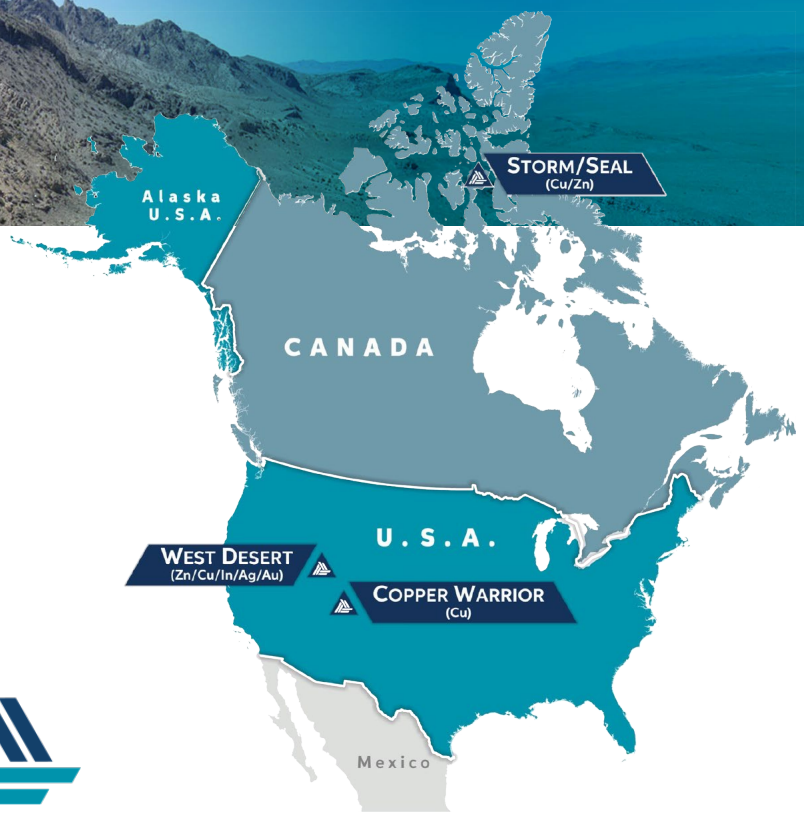 STORM/SEAL
(Cu/Zn)
Alaska
U.S.A.
CANADA
U.S.A.
WEST DESERT
(Zn/Cu/In/Ag/Au)
COPPER WARRIOR
(Cu)
Mexico